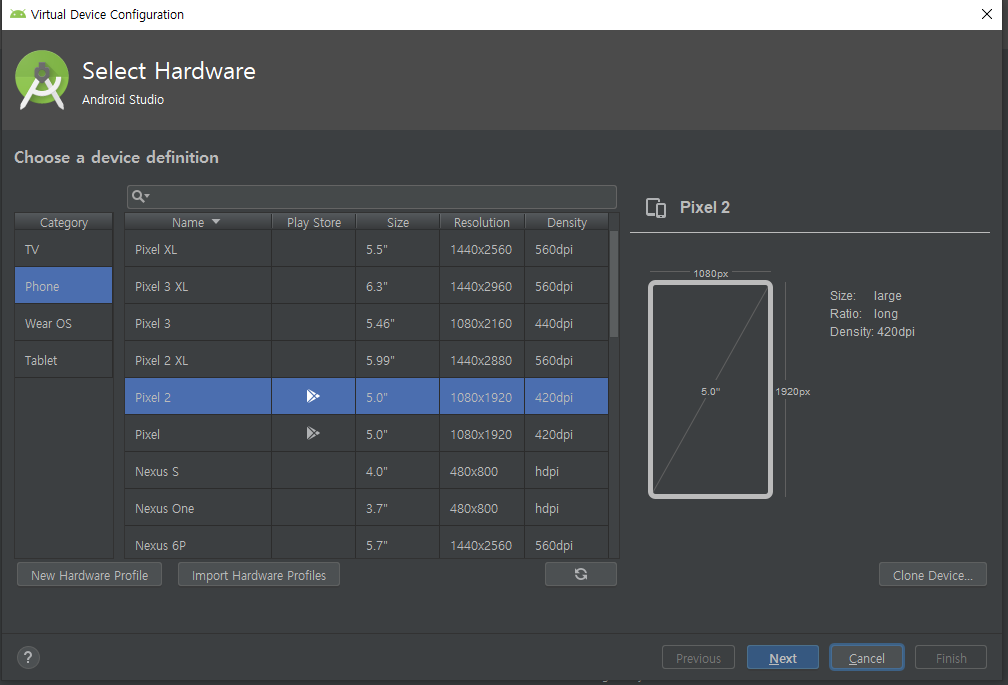 Virtual Device Configuration
Select Hardware
Android Studio
Choose a device definition
Category
TV
Phone
Wear OS
Tablet
Name Play Store Size Resolution Density
Pixel XL 5.5" 1440x2560 560dpi
Pixel 3 XL 6.3" 1440x2960 560dpi
Pixel 3 5.46" 1080x2160 440dpi
Pixel 2 XL 5.99" 1440x2880 560dpi
Pixel 2 5.0" 1080x1920 420dpi
Pixel 5.0" 1080x1920 420dpi
Nexus S 4.0" 480x800 hdpi
Nexus One 3.7" 480x800 hdpi
Nexus 6P 5.7" 1440x2560 560dpi
Pixel 2
1080px
5.0"
1920px
Size: large
Ratio: long
Density: 420dpi
New Hardware Profile
Import Hardware Profiles
Clone Device...
?
Previous
Next
Cancel
Finish